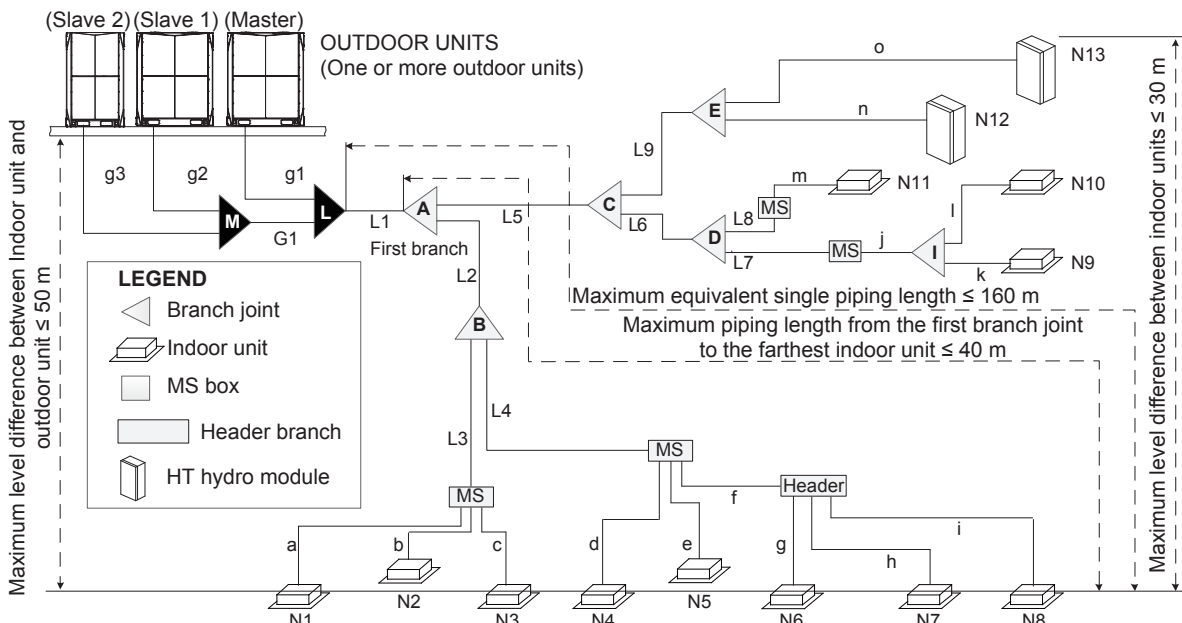 (Slave 2) (Slave 1) (Master)
OUTDOOR UNITS
(One or more outdoor units)
g3
g2
g1
M
L
G1
L1
A
First branch
L5
L2
B
L3
L4
C
L9
L6
E
o
n
N13
N12
D
L8
MS
m
N11
L7
MS
j
I
l
N10
k
N9
Maximum equivalent single piping length ≤ 160 m
Maximum piping length from the first branch joint
to the farthest indoor unit ≤ 40 m
LEGEND
Branch joint
Indoor unit
MS box
Header branch
HT hydro module
MS
a
b
c
MS
d
e
f
Header
g
h
i
N1
N2
N3
N4
N5
N6
N7
N8
Maximum level difference between Indoor unit and
outdoor unit ≤ 50 m
Maximum level difference between indoor units ≤ 30 m